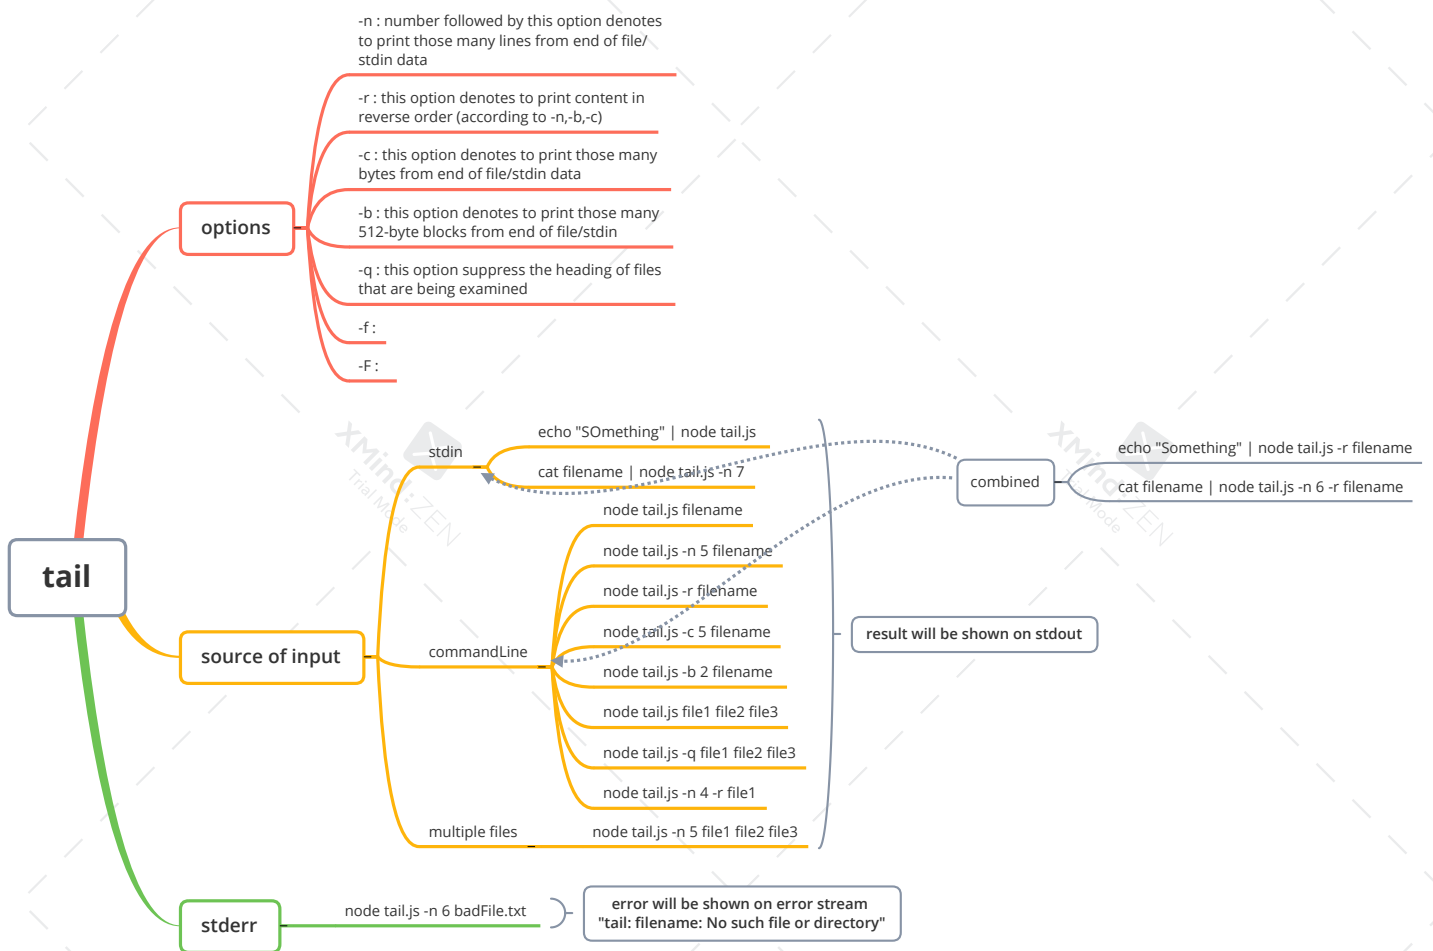 -n : number followed by this option denotes
to print those many lines from end of file/
stdin data
-r : this option denotes to print content in
reverse order (according to -n,-b,-c)
-c : this option denotes to print those many
bytes from end of file/stdin data
-b : this option denotes to print those many
512-byte blocks from end of file/stdin
-q : this option suppress the heading of files
that are being examined
-f :
-F :
options
tail
source of input
stdin
echo "SOmething" | node tail.js
cat filename | node tail.js -n 7
commandLine
node tail.js filename
node tail.js -n 5 filename
node tail.js -r filename
node tail.js -c 5 filename
node tail.js -b 2 filename
node tail.js file1 file2 file3
node tail.js -q file1 file2 file3
node tail.js -n 4 -r file1
multiple files
node tail.js -n 5 file1 file2 file3
combined
echo "Something" | node tail.js -r filename
cat filename | node tail.js -n 6 -r filename
result will be shown on stdout
stderr
node tail.js -n 6 badFile.txt
error will be shown on error stream
"tail: filename: No such file or directory"
XMind:ZEN
Trial Mode
XMind:ZEN
Trial Mode